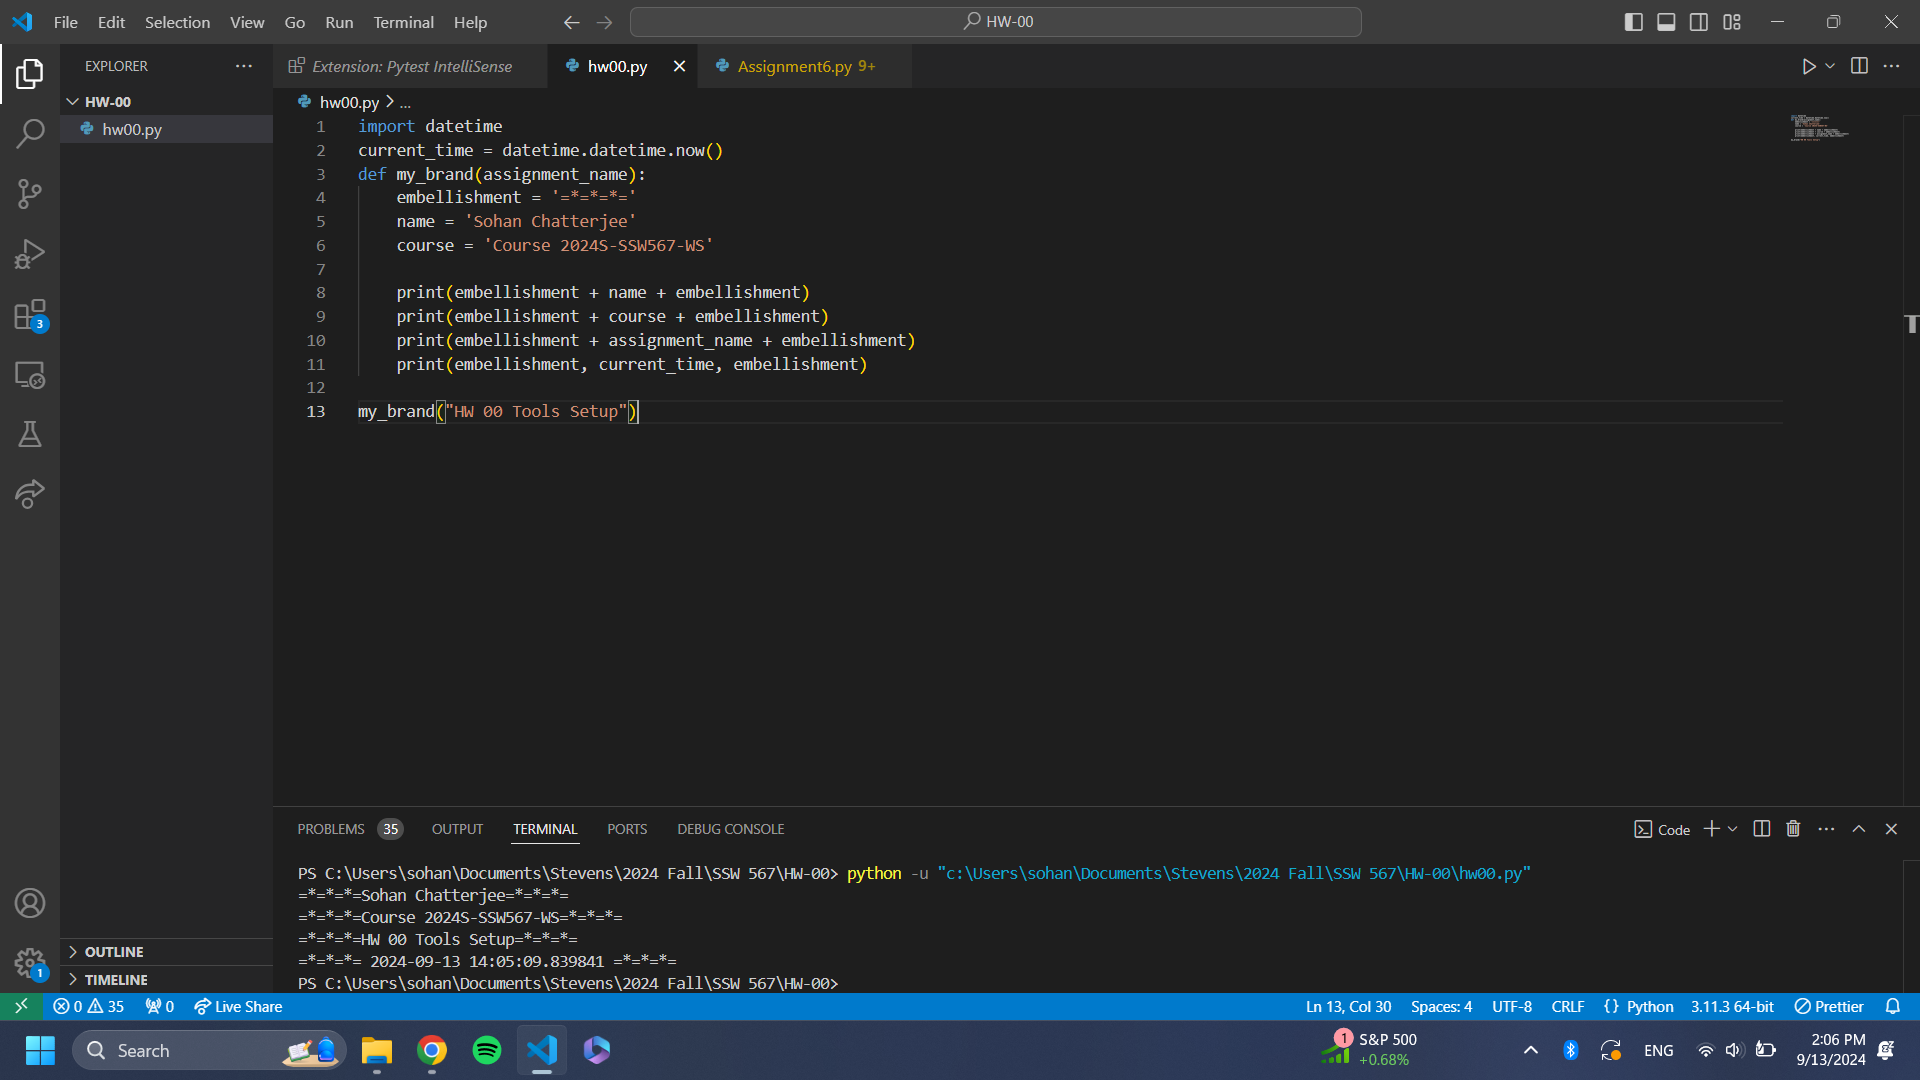 File Edit Selection View Go Run Terminal Help
HW-00
EXPLORER
Extension: Pytest IntelliSense
hw00.py
Assignment6.py 9+
HW-00
hw00.py
hw00.py > ...
1 import datetime
2 current_time = datetime.datetime.now()
3 def my_brand(assignment_name):
4 embellishment = '=*=*=*='
5 name = 'Sohan Chatterjee'
6 course = 'Course 2024S-SSW567-WS'
7
8 print(embellishment + name + embellishment)
9 print(embellishment + course + embellishment)
10 print(embellishment + assignment_name + embellishment)
11 print(embellishment, current_time, embellishment)
12
13 my_brand("HW 00 Tools Setup")
3
PROBLEMS 35 OUTPUT TERMINAL PORTS DEBUG CONSOLE
Code
PS C:\Users\sohan\Documents\Stevens\2024 Fall\SSW 567\HW-00> python -u "c:\Users\sohan\Documents\Stevens\2024 Fall\SSW 567\HW-00\hw00.py"
=*=*=*=Sohan Chatterjee=*=*=*=
=*=*=*=Course 2024S-SSW567-WS=*=*=*=
=*=*=*=HW 00 Tools Setup=*=*=*=
=*=*=*= 2024-09-13 14:05:09.839841 =*=*=*=
PS C:\Users\sohan\Documents\Stevens\2024 Fall\SSW 567\HW-00>
1
OUTLINE
TIMELINE
0 35 0 Live Share
Ln 13, Col 30 Spaces: 4 UTF-8 CRLF {} Python 3.11.3 64-bit Prettier
Search
1
S&P 500
+0.68%
ENG
2:06 PM
9/13/2024